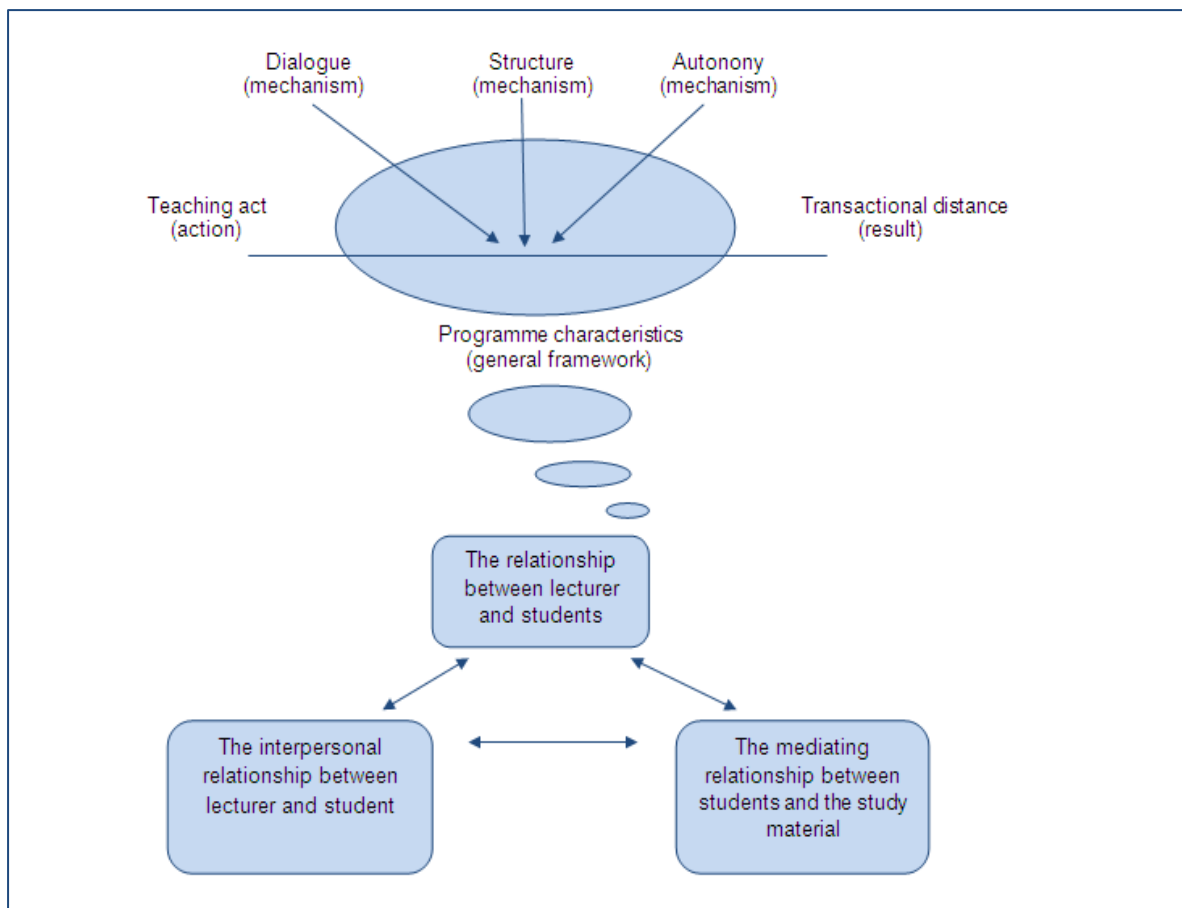 Dialogue
(mechanism)
Structure
(mechanism)
Autonony
(mechanism)
Teaching act
(action)
Transactional distance
(result)
Programme characteristics
(general framework)
The relationship
between lecturer
and students
The interpersonal
relationship between
lecturer and student
The mediating
relationship between
students and the study
material